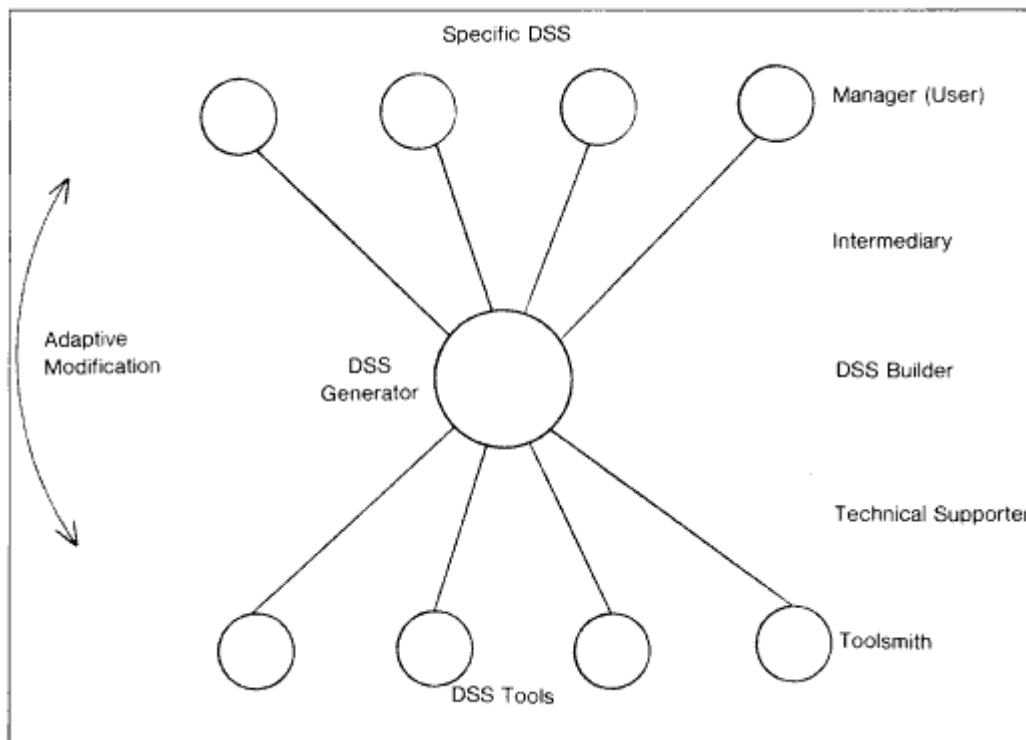 Specific DSS
Manager (User)
Intermediary
Adaptive
Modification
DSS
Generator
DSS Builder
Technical Supporter
Toolsmith
DSS Tools